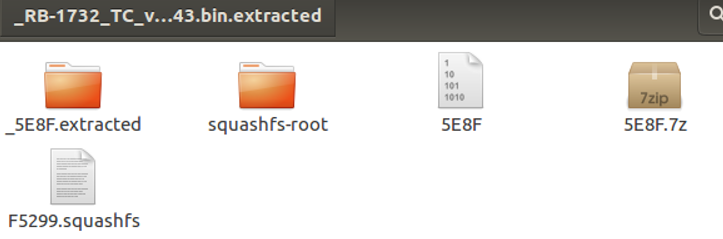 _RB-1732_TC_v...43.bin.extracted
1
10
101
1010
7zip
_5E8F.extracted
squashfs-root
5E8F
5E8F.7z
F5299.squashfs